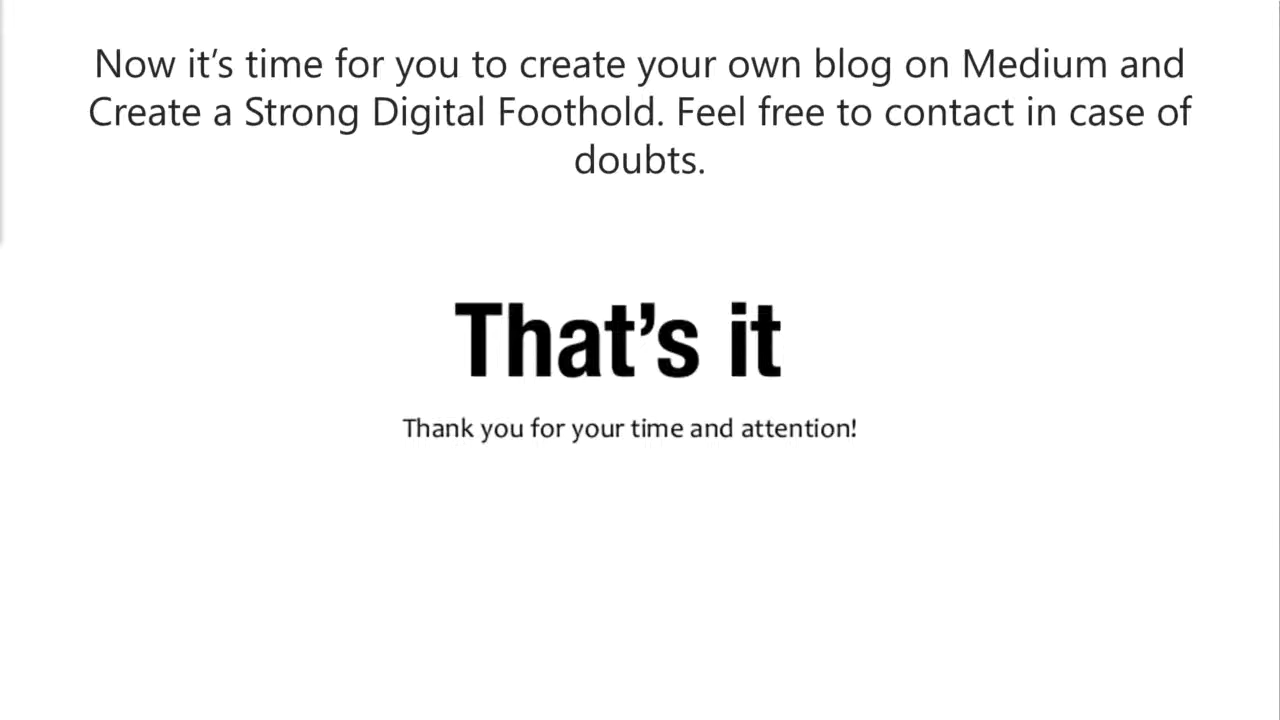 Now it’s time for you to create your own blog on Medium and
Create a Strong Digital Foothold. Feel free to contact in case of
doubts.
That’s it
Thank you for your time and attention!